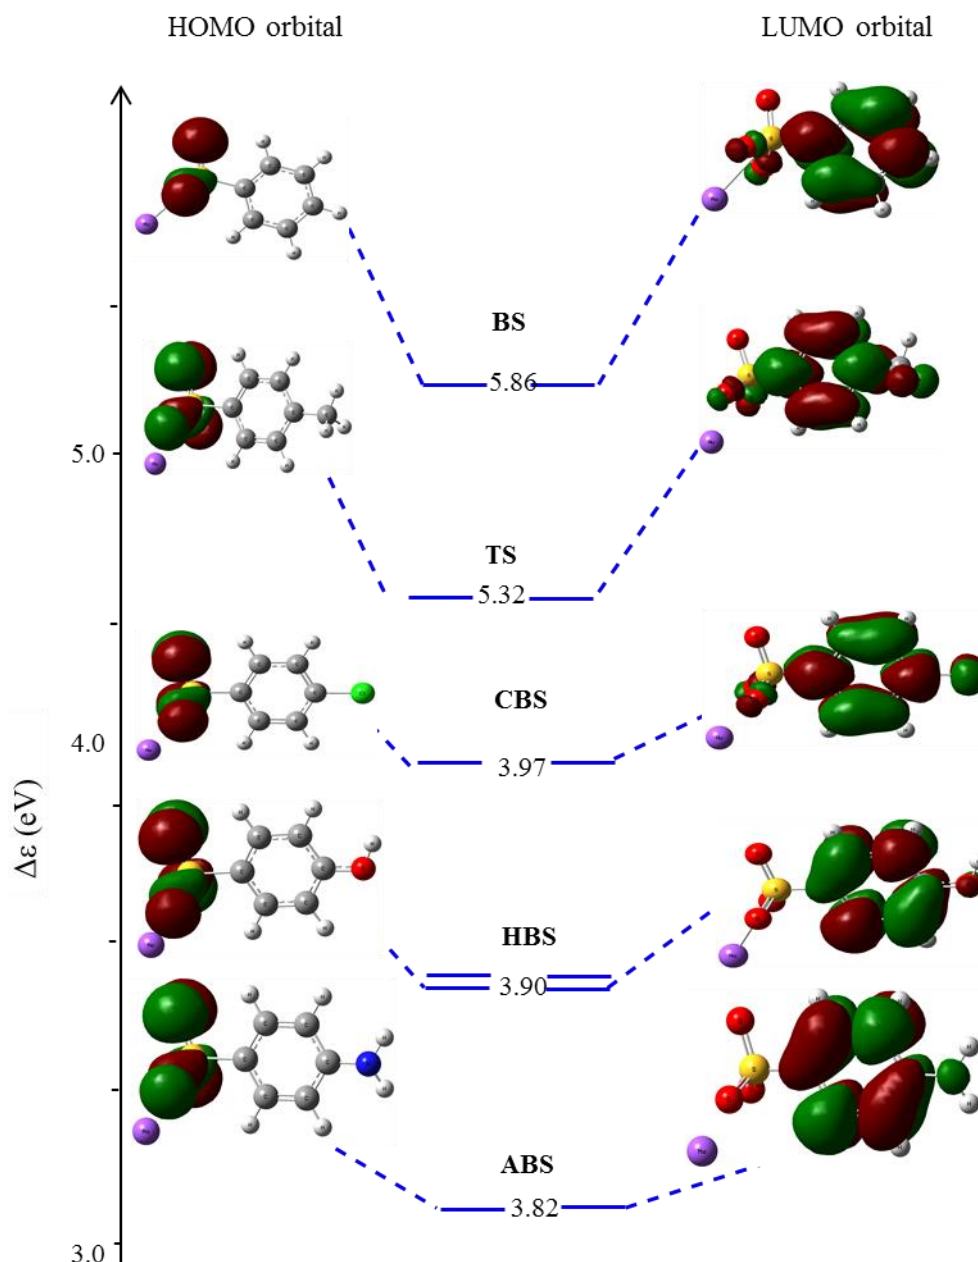 HOMO orbital
LUMO orbital
BS
5.86
5.0
TS
5.32
CBS
4.0
3.97
Δε (eV)
HBS
3.90
ABS
3.82
3.0